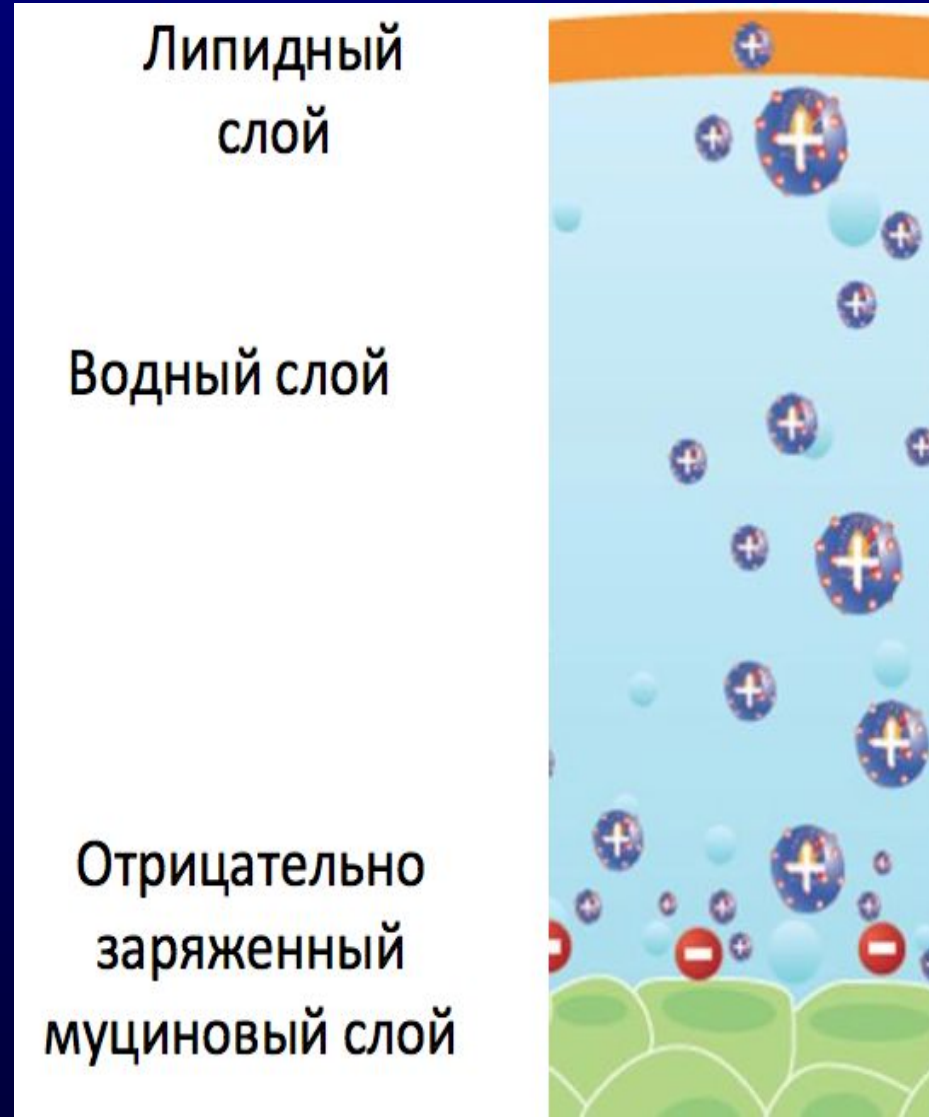 Липидный
слой
Водный слой
Отрицательно
заряженный
муциновый слой